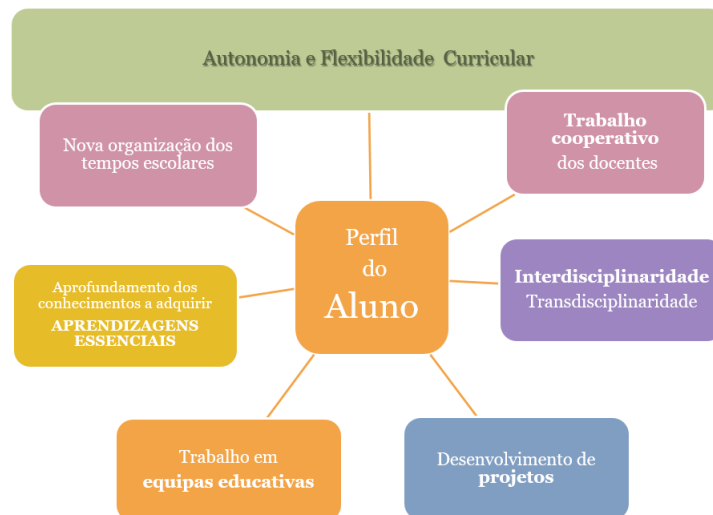 Autonomia e Flexibilidade Curricular
Nova organização dos
tempos escolares
Trabalho
cooperativo
dos docentes
Perfil
do
Aluno
Aprofundamento dos
conhecimentos a adquirir
APRENDIZAGENS
ESSENCIAIS
Interdisciplinaridade
Transdisciplinaridade
Trabalho em
equipas educativas
Desenvolvimento de
projetos